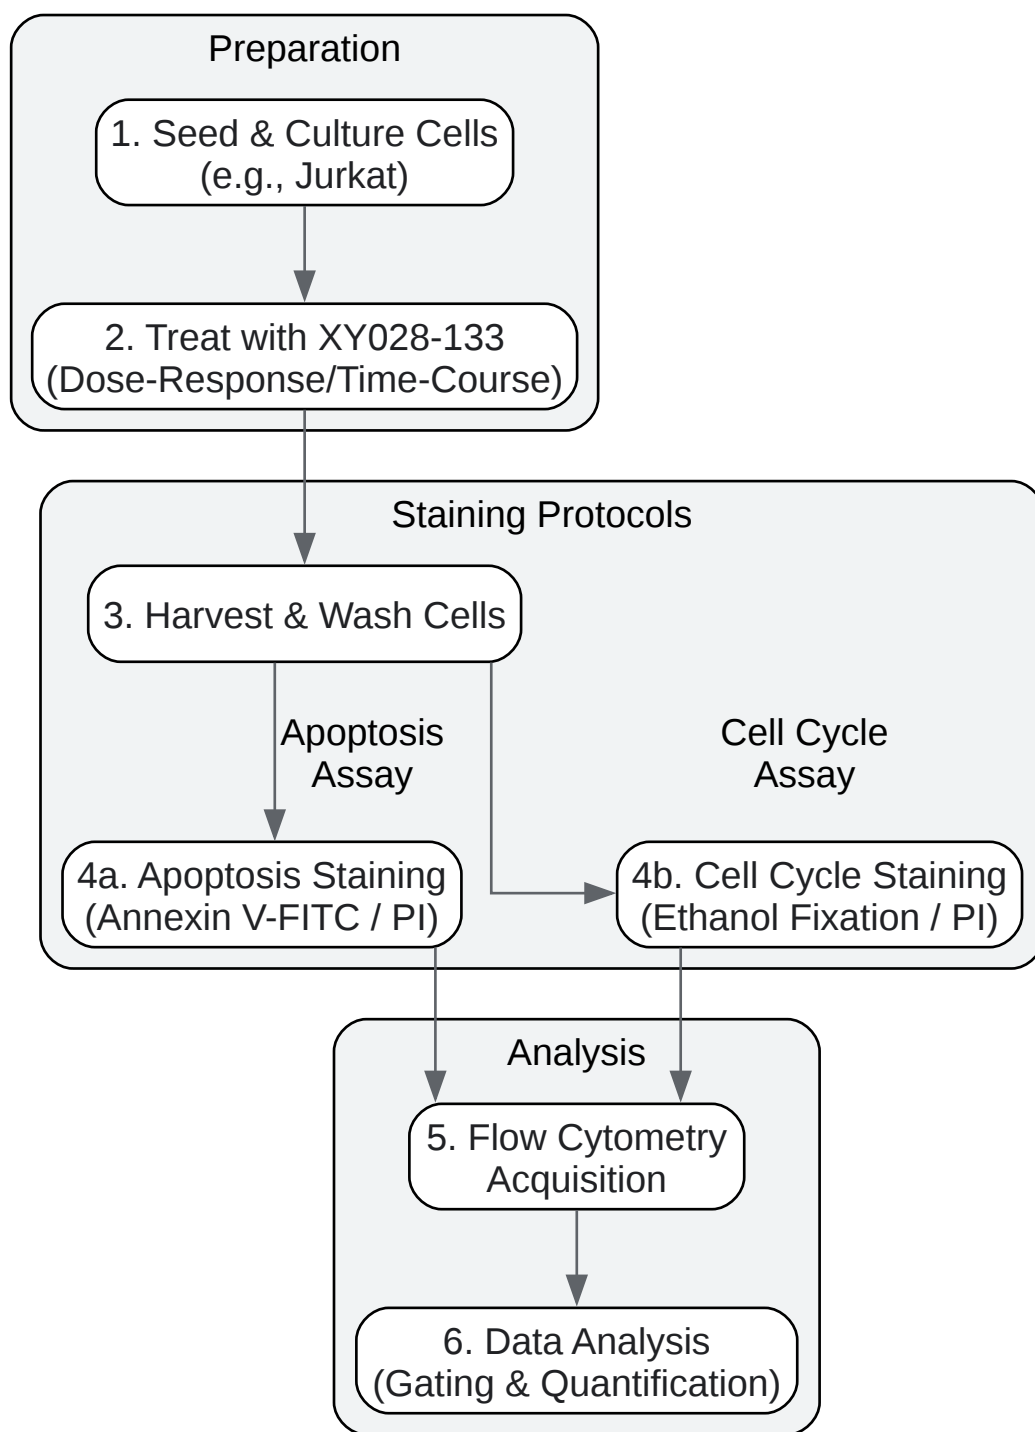 Preparation
1. Seed & Culture Cells
(e.g., Jurkat)
2. Treat with XY028-133
(Dose-Response/Time-Course)
Staining Protocols
3. Harvest & Wash Cells
Apoptosis
Assay
Cell Cycle
Assay
4a. Apoptosis Staining
(Annexin V-FITC / PI)
4b. Cell Cycle Staining
(Ethanol Fixation / PI)
Analysis
5. Flow Cytometry
Acquisition
6. Data Analysis
(Gating & Quantification)